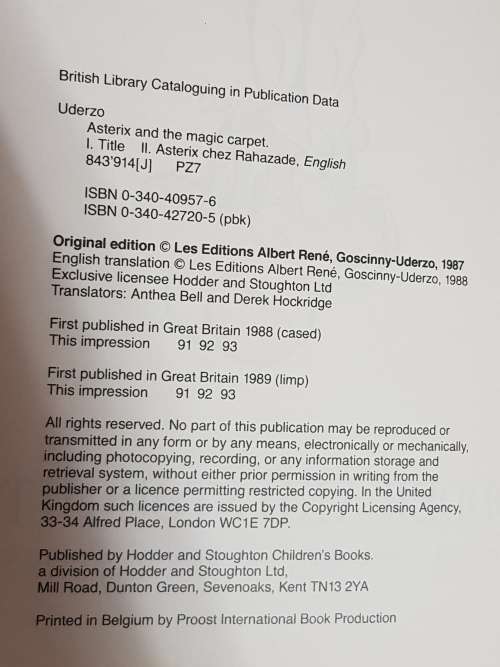 British Library Cataloguing in Publication Data
Uderzo
Asterix and the magic carpet.
I. Title II. Asterix chez Rahazade, English
843'914[J] PZ7
ISBN 0-340-40957-6
ISBN 0-340-42720-5 (pbk)
Original edition © Les Editions Albert René, Goscinny-Uderzo, 1987
English translation © Les Editions Albert René, Goscinny-Uderzo, 1988
Exclusive licensee Hodder and Stoughton Ltd
Translators: Anthea Bell and Derek Hockridge
First published in Great Britain 1988 (cased)
This impression 91 92 93
First published in Great Britain 1989 (limp)
This impression 91 92 93
All rights reserved. No part of this publication may be reproduced or
transmitted in any form or by any means, electronically or mechanically,
including photocopying, recording, or any information storage and
retrieval system, without either prior permission in writing from the
publisher or a licence permitting restricted copying. In the United
Kingdom such licences are issued by the Copyright Licensing Agency,
33-34 Alfred Place, London WC1E 7DP.
Published by Hodder and Stoughton Children's Books.
a division of Hodder and Stoughton Ltd,
Mill Road, Dunton Green, Sevenoaks, Kent TN13 2YA
Printed in Belgium by Proost International Book Production